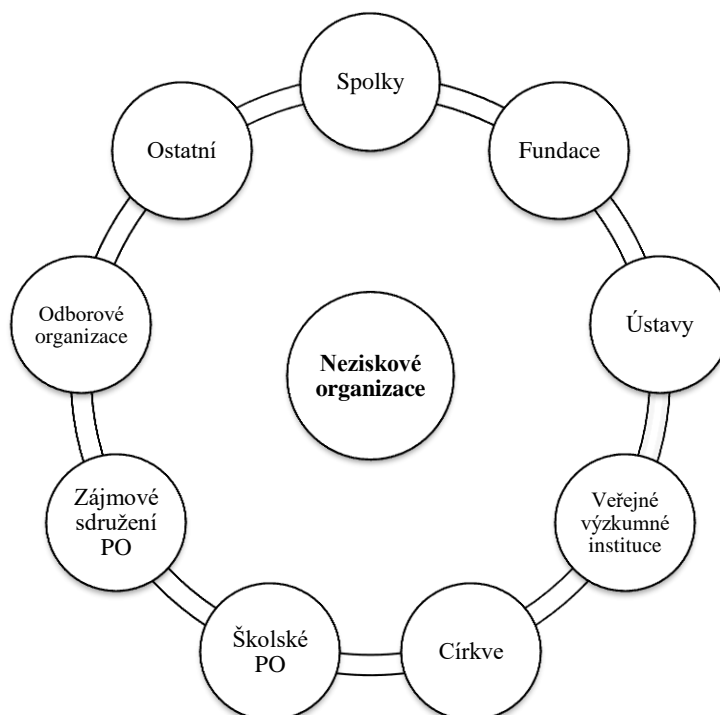 Spolky
Fundace
Ústavy
Veřejné
výzkumné
instituce
Církve
Školské
PO
Zájmové
sdružení
PO
Odborové
organizace
Ostatní
Neziskové
organizace